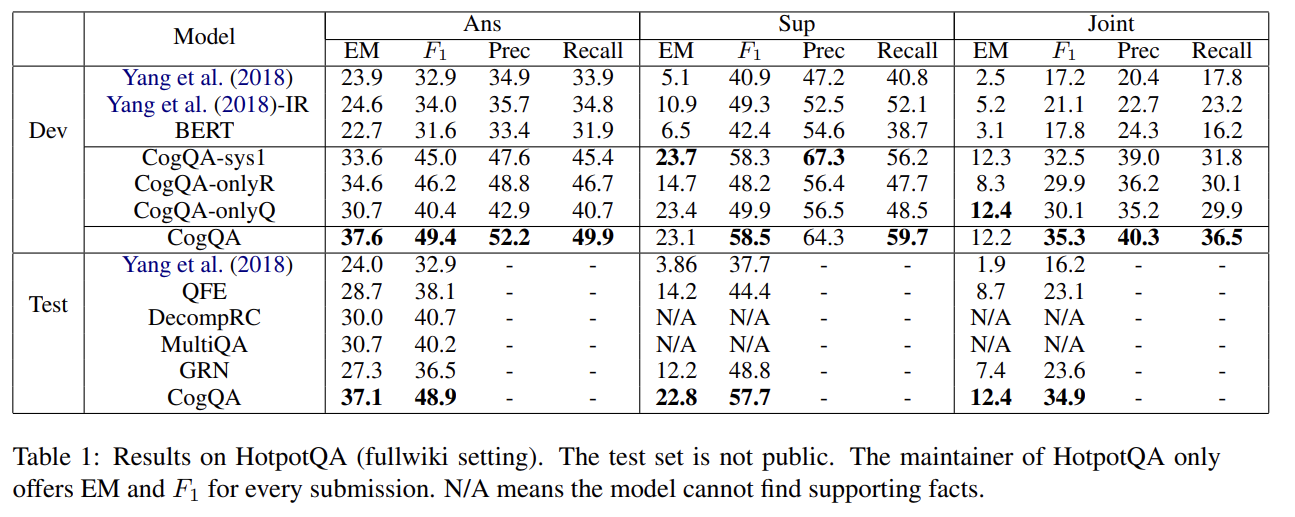 Model Ans Sup Joint
EM F1 Prec Recall EM F1 Prec Recall EM F1 Prec Recall
Dev
Yang et al. (2018) 23.9 32.9 34.9 33.9 5.1 40.9 47.2 40.8 2.5 17.2 20.4 17.8
Yang et al. (2018)-IR 24.6 34.0 35.7 34.8 10.9 49.3 52.5 52.1 5.2 21.1 22.7 23.2
BERT 22.7 31.6 33.4 31.9 6.5 42.4 54.6 38.7 3.1 17.8 24.3 16.2
CogQA-sys1 33.6 45.0 47.6 45.4 23.7 58.3 67.3 56.2 12.3 32.5 39.0 31.8
CogQA-onlyR 34.6 46.2 48.8 46.7 14.7 48.2 56.4 47.7 8.3 29.9 36.2 30.1
CogQA-onlyQ 30.7 40.4 42.9 40.7 23.4 49.9 56.5 48.5 12.4 30.1 35.2 29.9
CogQA 37.6 49.4 52.2 49.9 23.1 58.5 64.3 59.7 12.2 35.3 40.3 36.5
Test
Yang et al. (2018) 24.0 32.9 - - 3.86 37.7 - - 1.9 16.2 - -
QFE 28.7 38.1 - - 14.2 44.4 - - 8.7 23.1 - -
DecompRC 30.0 40.7 - - N/A N/A - - N/A N/A - -
MultiQA 30.7 40.2 - - N/A N/A - - N/A N/A - -
GRN 27.3 36.5 - - 12.2 48.8 - - 7.4 23.6 - -
CogQA 37.1 48.9 - - 22.8 57.7 - - 12.4 34.9 - -
Table 1: Results on HotpotQA (fullwiki setting). The test set is not public. The maintainer of HotpotQA only
offers EM and F1 for every submission. N/A means the model cannot find supporting facts.